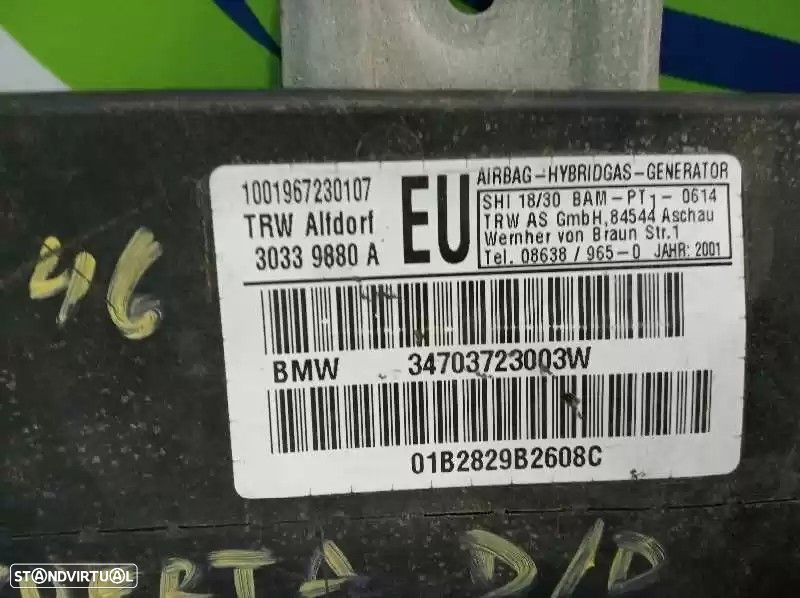 1001967230107
TRW Alfdorf
3033 9880 A
EU
AIRBAG-HYBRIDGAS-GENERATOR
SHI 18/30 BAM-PT1-0614
TRW AS GmbH, 84544 Aschau
Wernher von Braun Str.1
Tel. 08638 / 965-0 JAHR: 2001
46
BMW 34703723003W
01B2829B2608C
D/P
STANDVIRTUAL